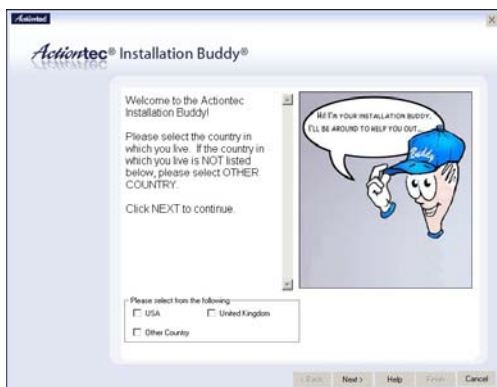 Actiontec
Actiontec® Installation Buddy®
Welcome to the Actiontec
Installation Buddy!
Please select the country in
which you live. If the country in
which you live is NOT listed
below, please select OTHER
COUNTRY.
Click NEXT to continue.
HI! I'M YOUR INSTALLATION BUDDY.
I'LL BE AROUND TO HELP YOU OUT...
Buddy
Please select from the following
USA
United Kingdom
Other Country
< Back
Next >
Help
Finish
Cancel